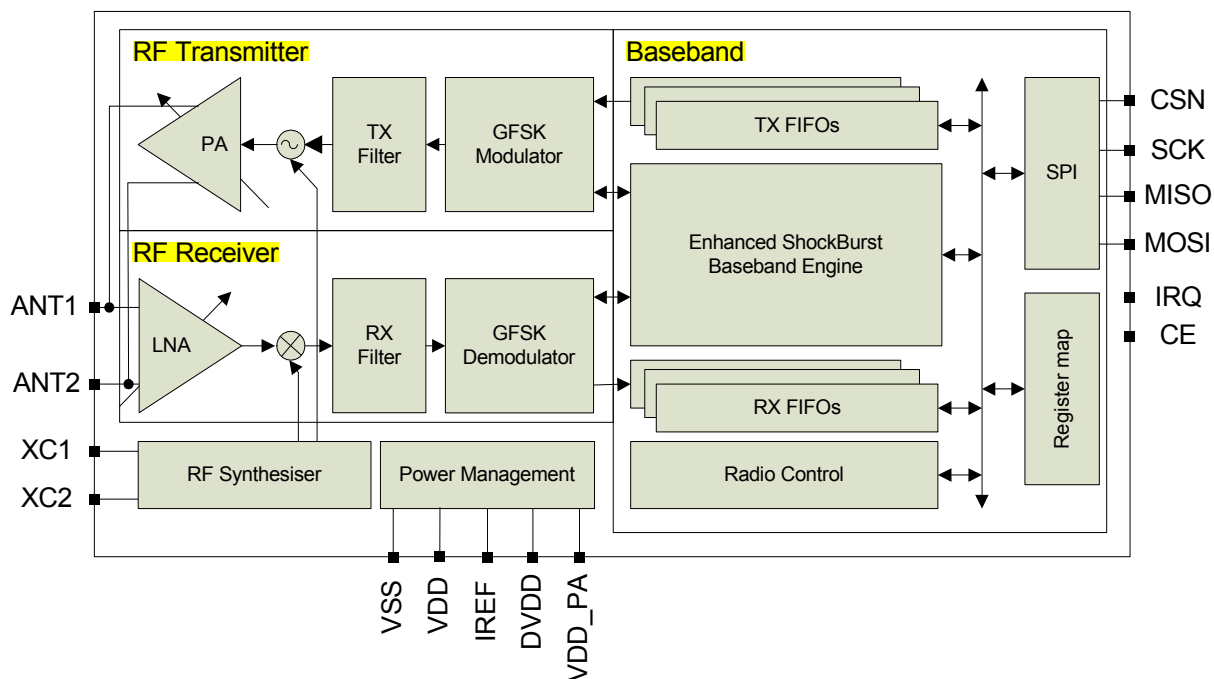 RF Transmitter
Baseband
PA
TX
Filter
GFSK
Modulator
TX FIFOs
SPI
CSN
SCK
MISO
MOSI
Enhanced ShockBurst
Baseband Engine
RF Receiver
ANT1
ANT2
LNA
RX
Filter
GFSK
Demodulator
RX FIFOs
Register map
IRQ
CE
XC1
XC2
RF Synthesiser
Power Management
Radio Control
VSS
VDD
IREF
DVDD
VDD_PA